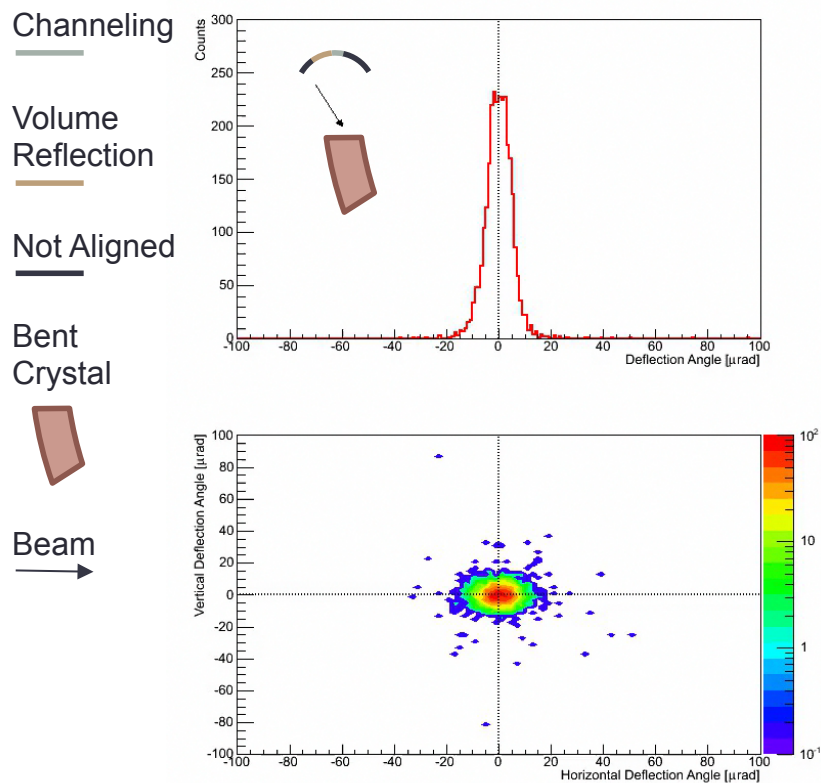 Channeling
Volume
Reflection
Not Aligned
Bent
Crystal
Beam
Counts
300
250
200
150
100
50
0
-100 -80 -60 -40 -20 0 20 40 60 80 100
Deflection Angle [μrad]
Vertical Deflection Angle [μrad]
100
80
60
40
20
0
-20
-40
-60
-80
-100
-100 -80 -60 -40 -20 0 20 40 60 80 100
Horizontal Deflection Angle [μrad]
10²
10
1
10⁻¹